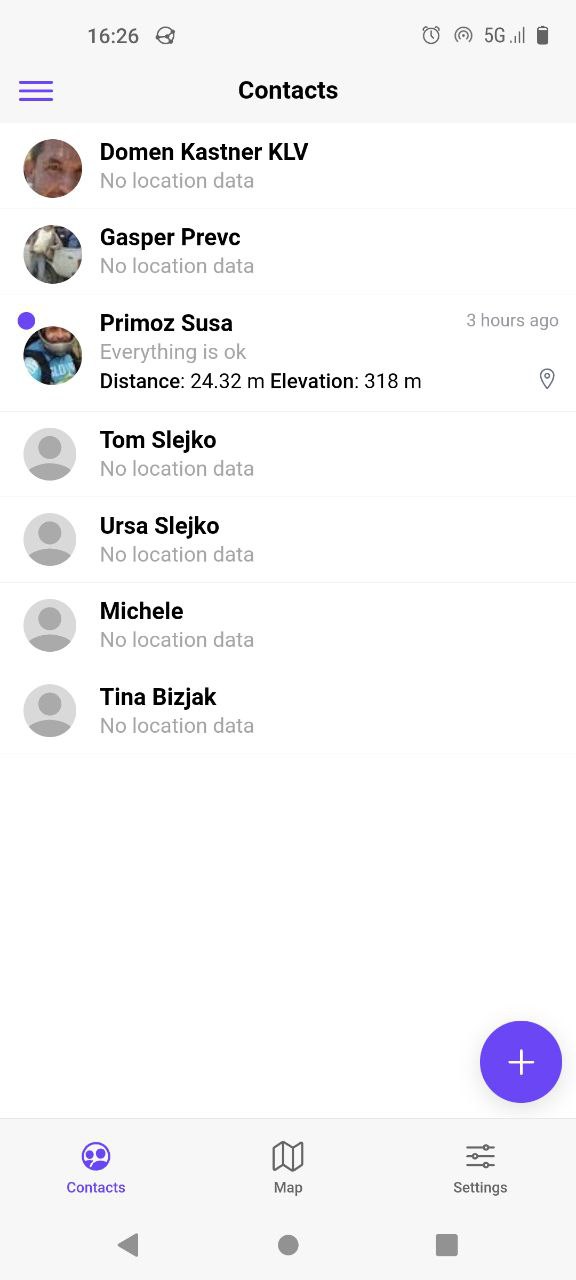 16:26 5G
Contacts
Domen Kastner KLV
No location data
Gasper Prevc
No location data
Primoz Susa 3 hours ago
Everything is ok
Distance: 24.32 m Elevation: 318 m
Tom Slejko
No location data
Ursa Slejko
No location data
Michele
No location data
Tina Bizjak
No location data
Contacts Map Settings